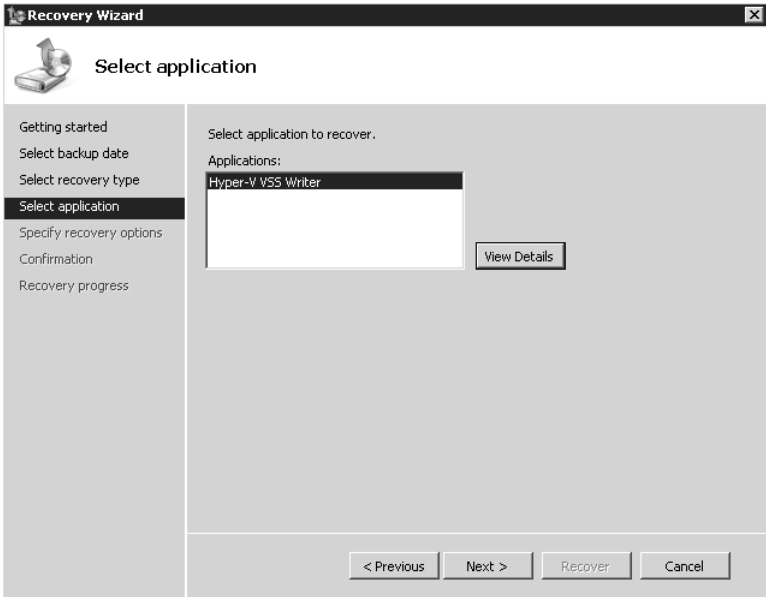 Recovery Wizard
Select application
Getting started
Select backup date
Select recovery type
Select application
Specify recovery options
Confirmation
Recovery progress
Select application to recover.
Applications:
Hyper-V VSS Writer
View Details
< Previous
Next >
Recover
Cancel